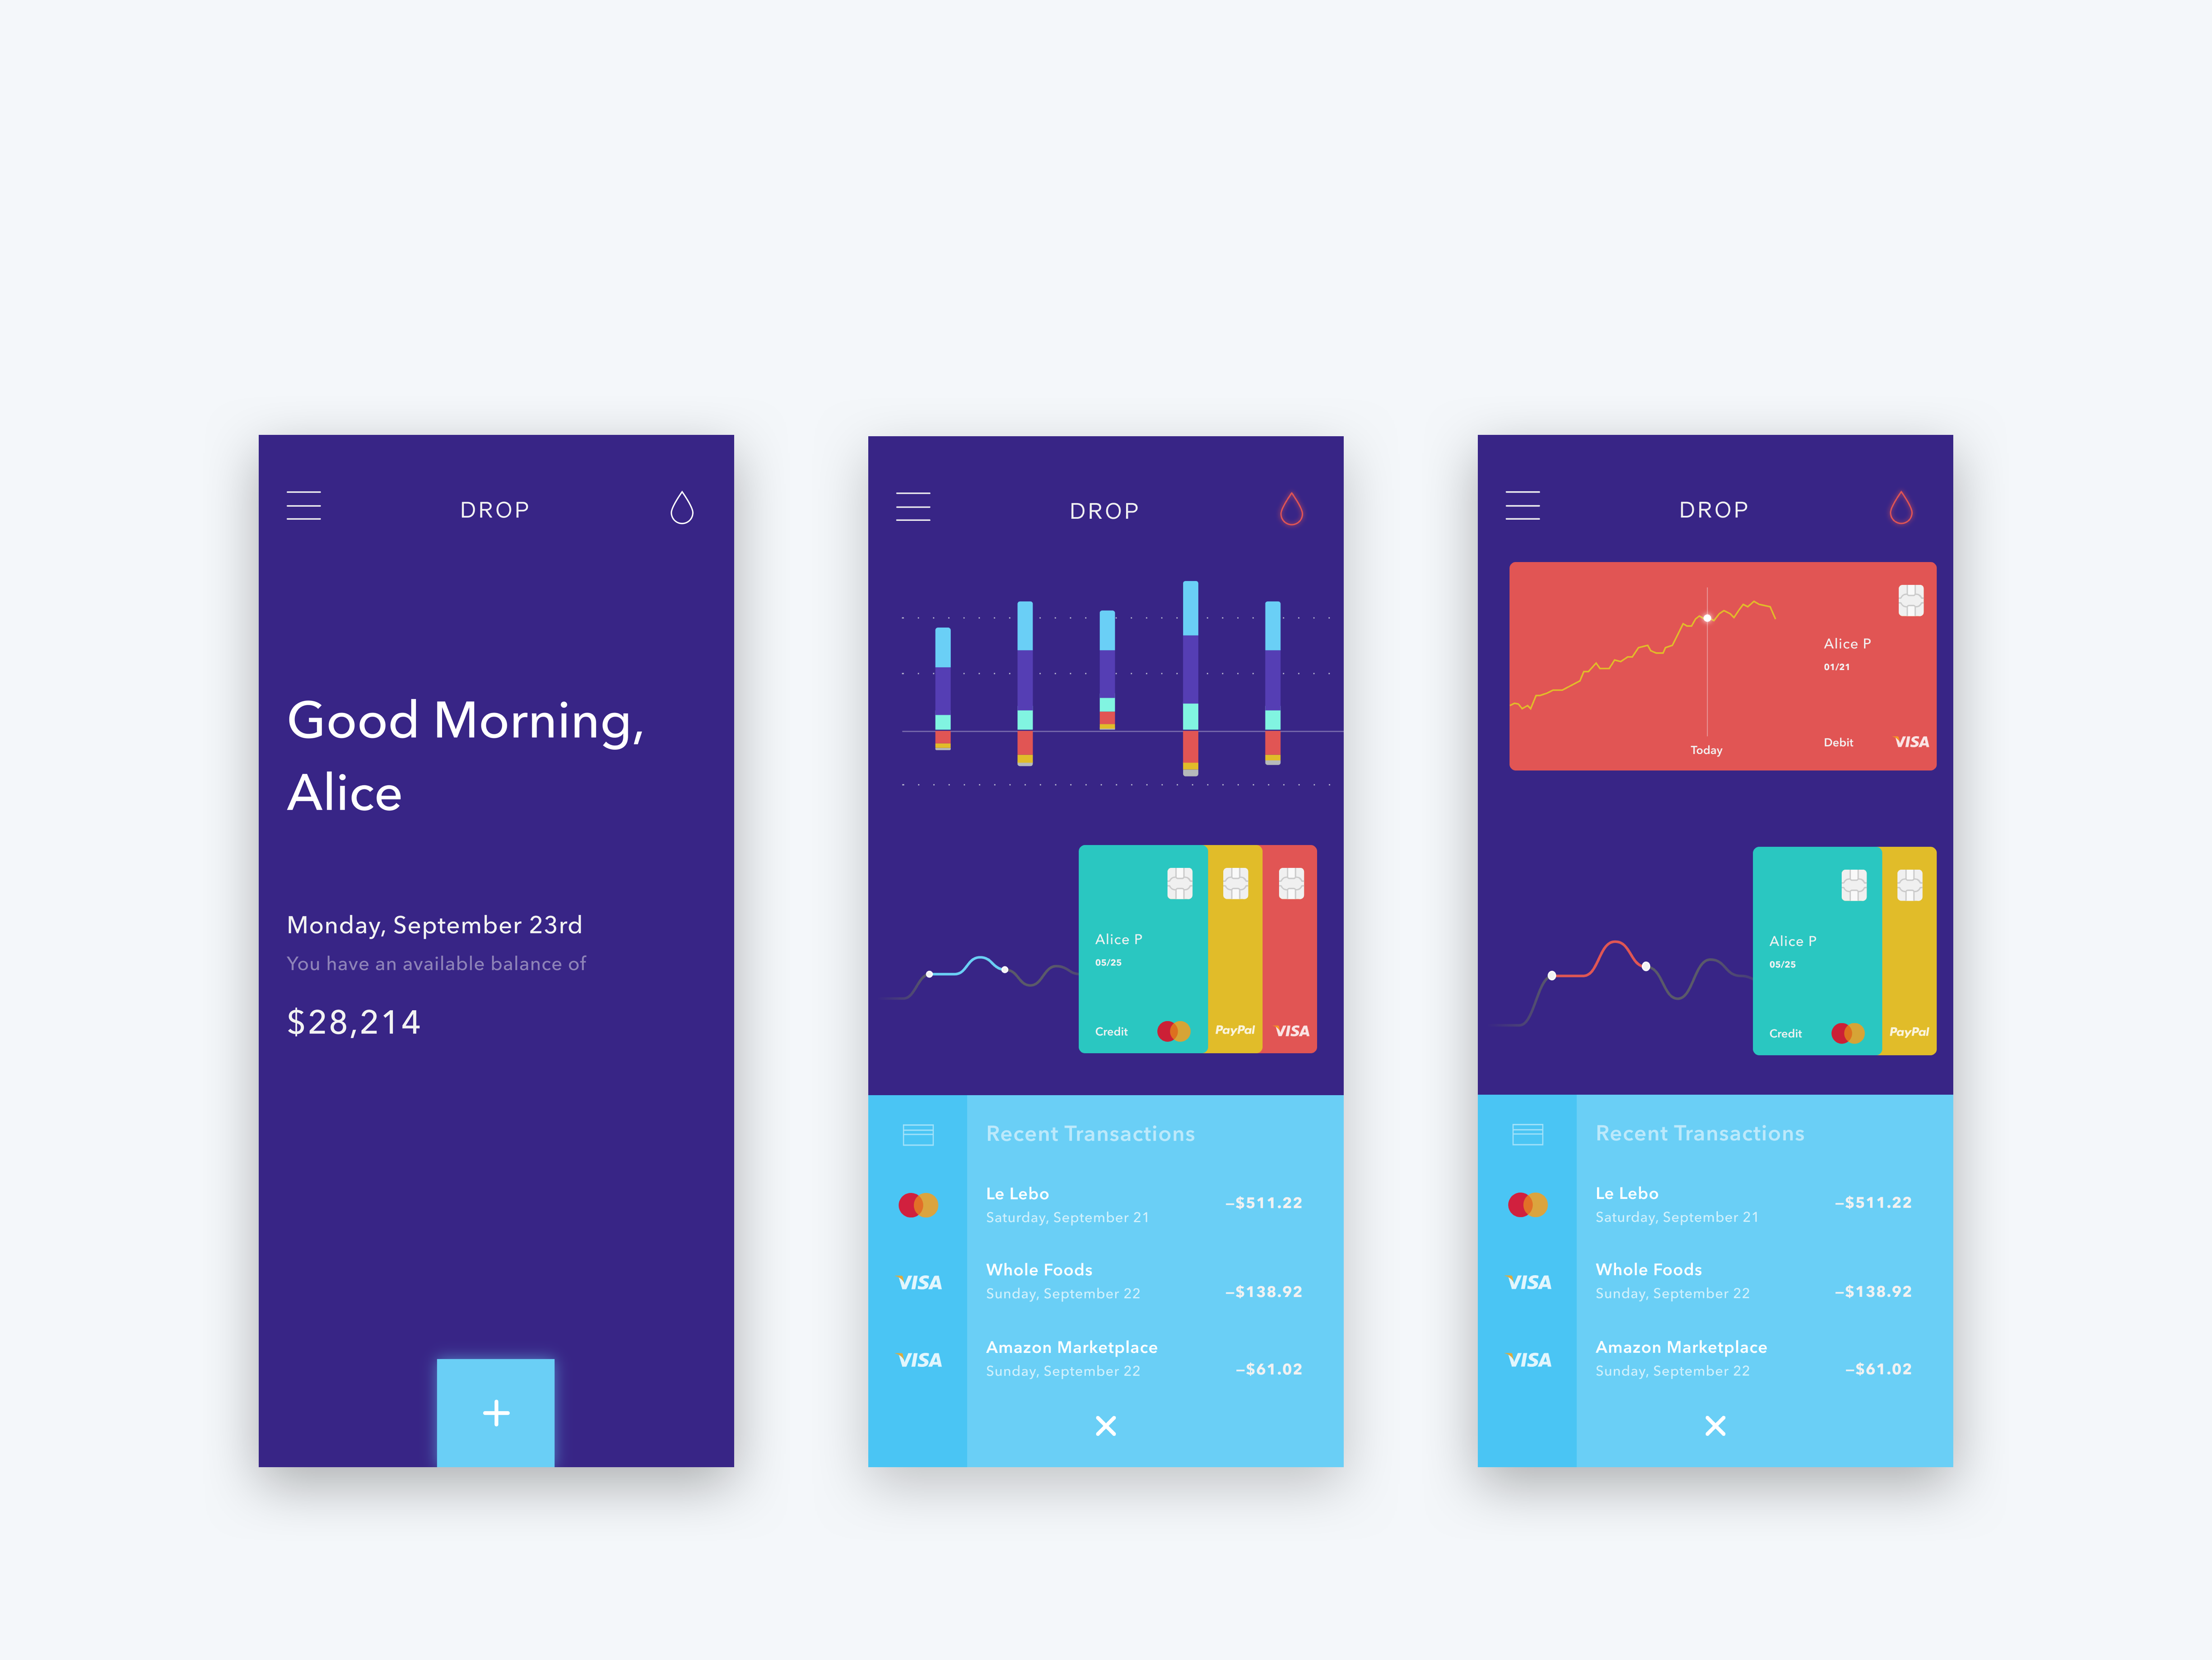 DROP
Good Morning,
Alice
Monday, September 23rd
You have an available balance of
$28,214
DROP
Alice P
05/25
Credit
PayPal
VISA
Recent Transactions
Le Lebo
Saturday, September 21
–$511.22
VISA
Whole Foods
Sunday, September 22
–$138.92
VISA
Amazon Marketplace
Sunday, September 22
–$61.02
DROP
Alice P
01/21
Today
Debit
VISA
Alice P
05/25
Credit
PayPal
Recent Transactions
Le Lebo
Saturday, September 21
–$511.22
VISA
Whole Foods
Sunday, September 22
–$138.92
VISA
Amazon Marketplace
Sunday, September 22
–$61.02